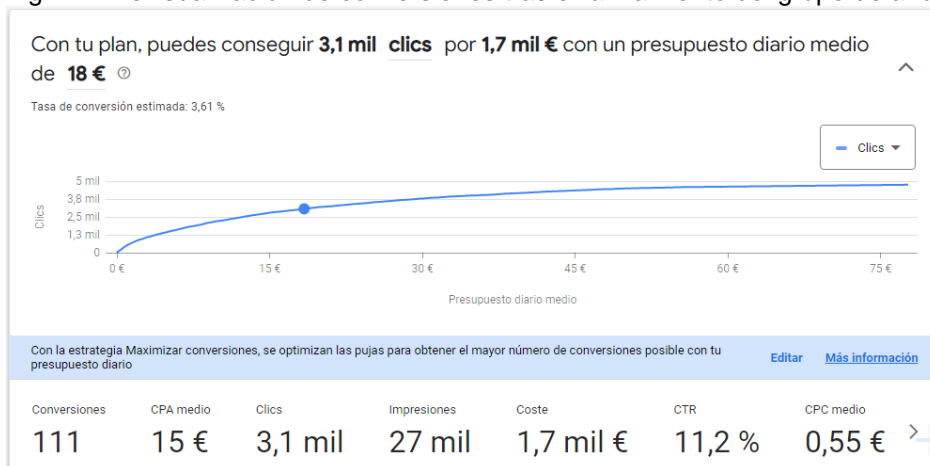 Con tu plan, puedes conseguir 3,1 mil clics por 1,7 mil € con un presupuesto diario medio
de 18 €
Tasa de conversión estimada: 3,61 %
Clics
5 mil
3,8 mil
2,5 mil
1,3 mil
0
Clics
0 €
15 €
30 €
45 €
60 €
75 €
Presupuesto diario medio
Con la estrategia Maximizar conversiones, se optimizan las pujas para obtener el mayor número de conversiones posible con tu
presupuesto diario
Editar
Más información
Conversiones
CPA medio
Clics
Impresiones
Coste
CTR
CPC medio
111
15 €
3,1 mil
27 mil
1,7 mil €
11,2 %
0,55 €